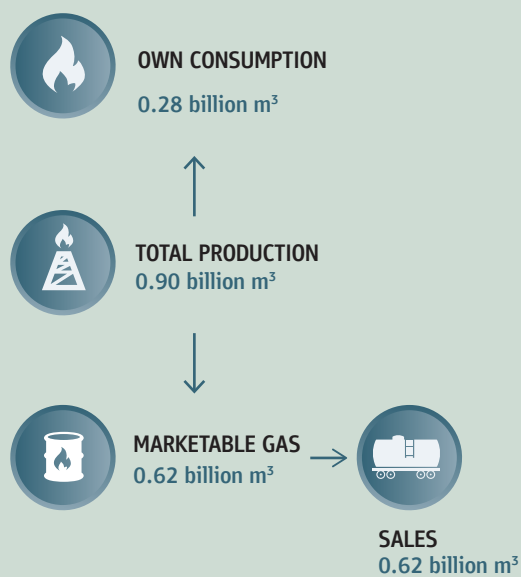 OWN CONSUMPTION
0.28 billion m³
TOTAL PRODUCTION
0.90 billion m³
MARKETABLE GAS
0.62 billion m³
SALES
0.62 billion m³